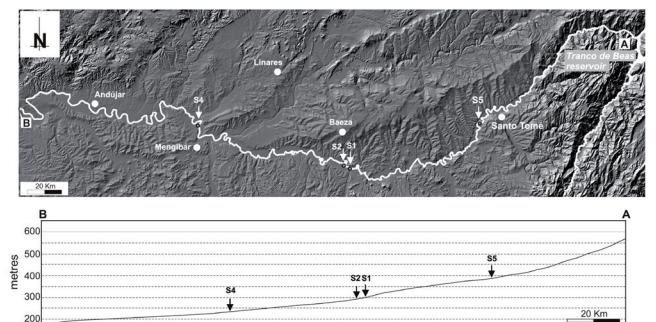 N
A
Tranco de Beas
reservoir
Linares
Andújar
S4
S5
B
Baeza
Santo Tomé
Mengibar
S2 S1
20 Km
B
A
600
500
400
300
200
metres
S5
S2 S1
S4
20 Km